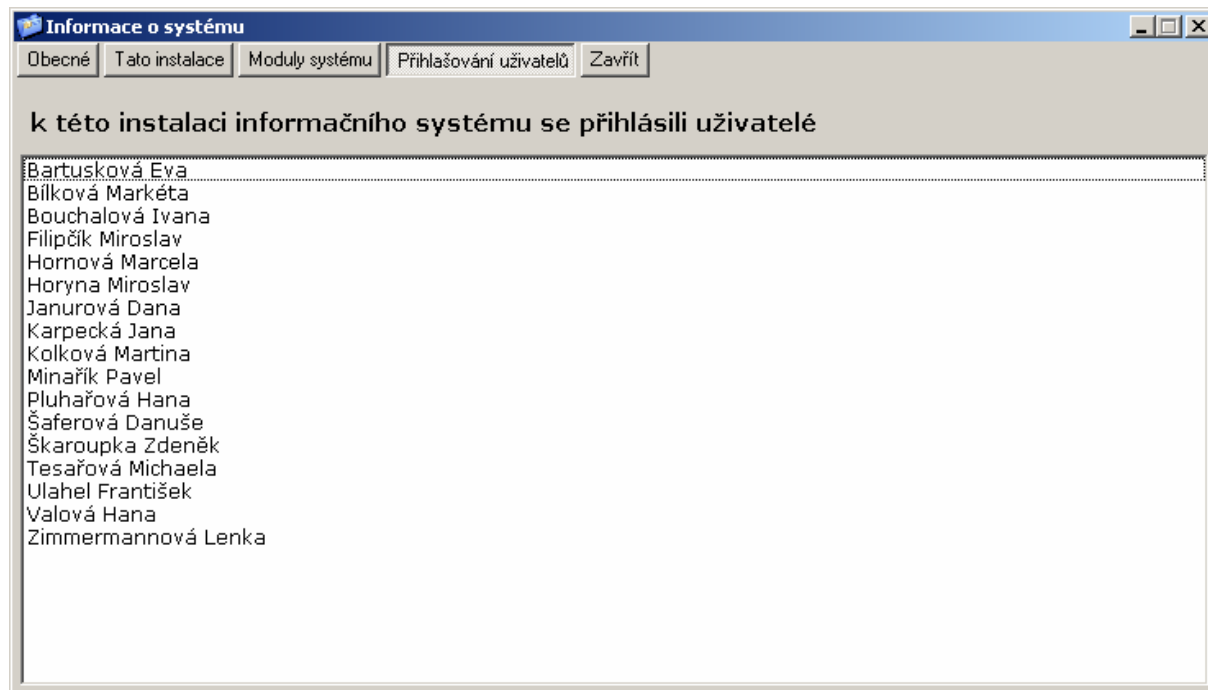 Informace o systému
Obecné Tato instalace Moduly systému Přihlašování uživatelů Zavřít
k této instalaci informačního systému se přihlásili uživatelé
Bartusková Eva
Bílková Markéta
Bouchalová Ivana
Filipčík Miroslav
Hornová Marcela
Horyna Miroslav
Janurová Dana
Karpecká Jana
Kolková Martina
Minařík Pavel
Pluhařová Hana
Šaferová Danuše
Škaroupka Zdeněk
Tesařová Michaela
Ulahel František
Valová Hana
Zimmermannová Lenka